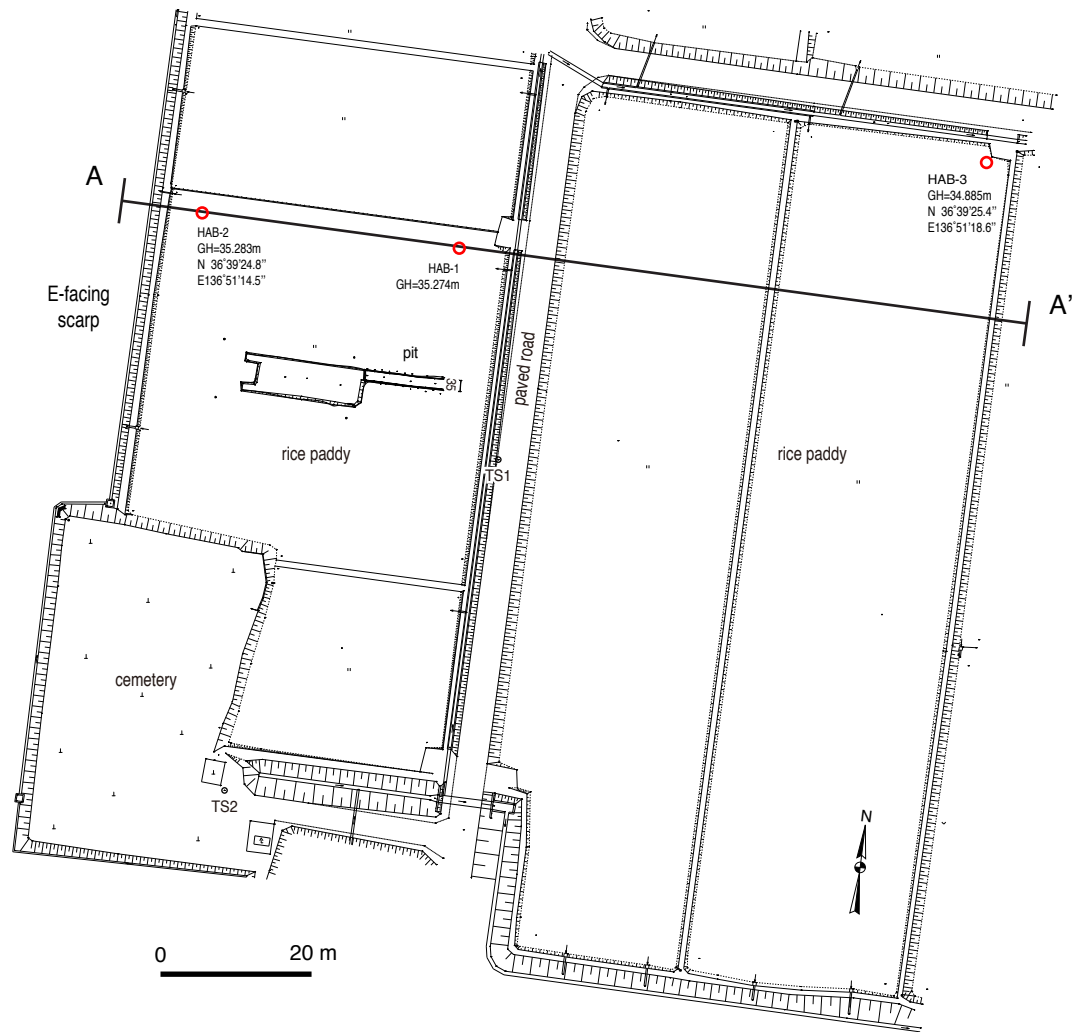 A
HAB-3
GH=34.885m
N 36˚39'25.4"
E136˚51'18.6"
HAB-2
GH=35.283m
N 36˚39'24.8"
E136˚51'14.5"
HAB-1
GH=35.274m
A'
E-facing
scarp
pit
35
paved road
rice paddy
rice paddy
TS1
cemetery
TS2
N
0 20 m